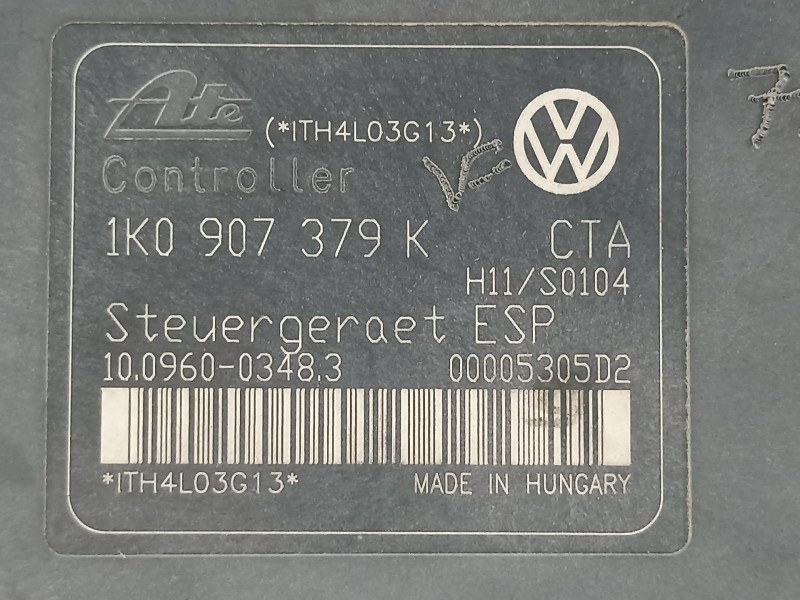 Ate (*ITH4L03G13*)
Controller
1K0 907 379 K CTA
H11/S0104
Steuergeraet ESP
10.0960-0348.3 00005305D2
*ITH4L03G13* MADE IN HUNGARY